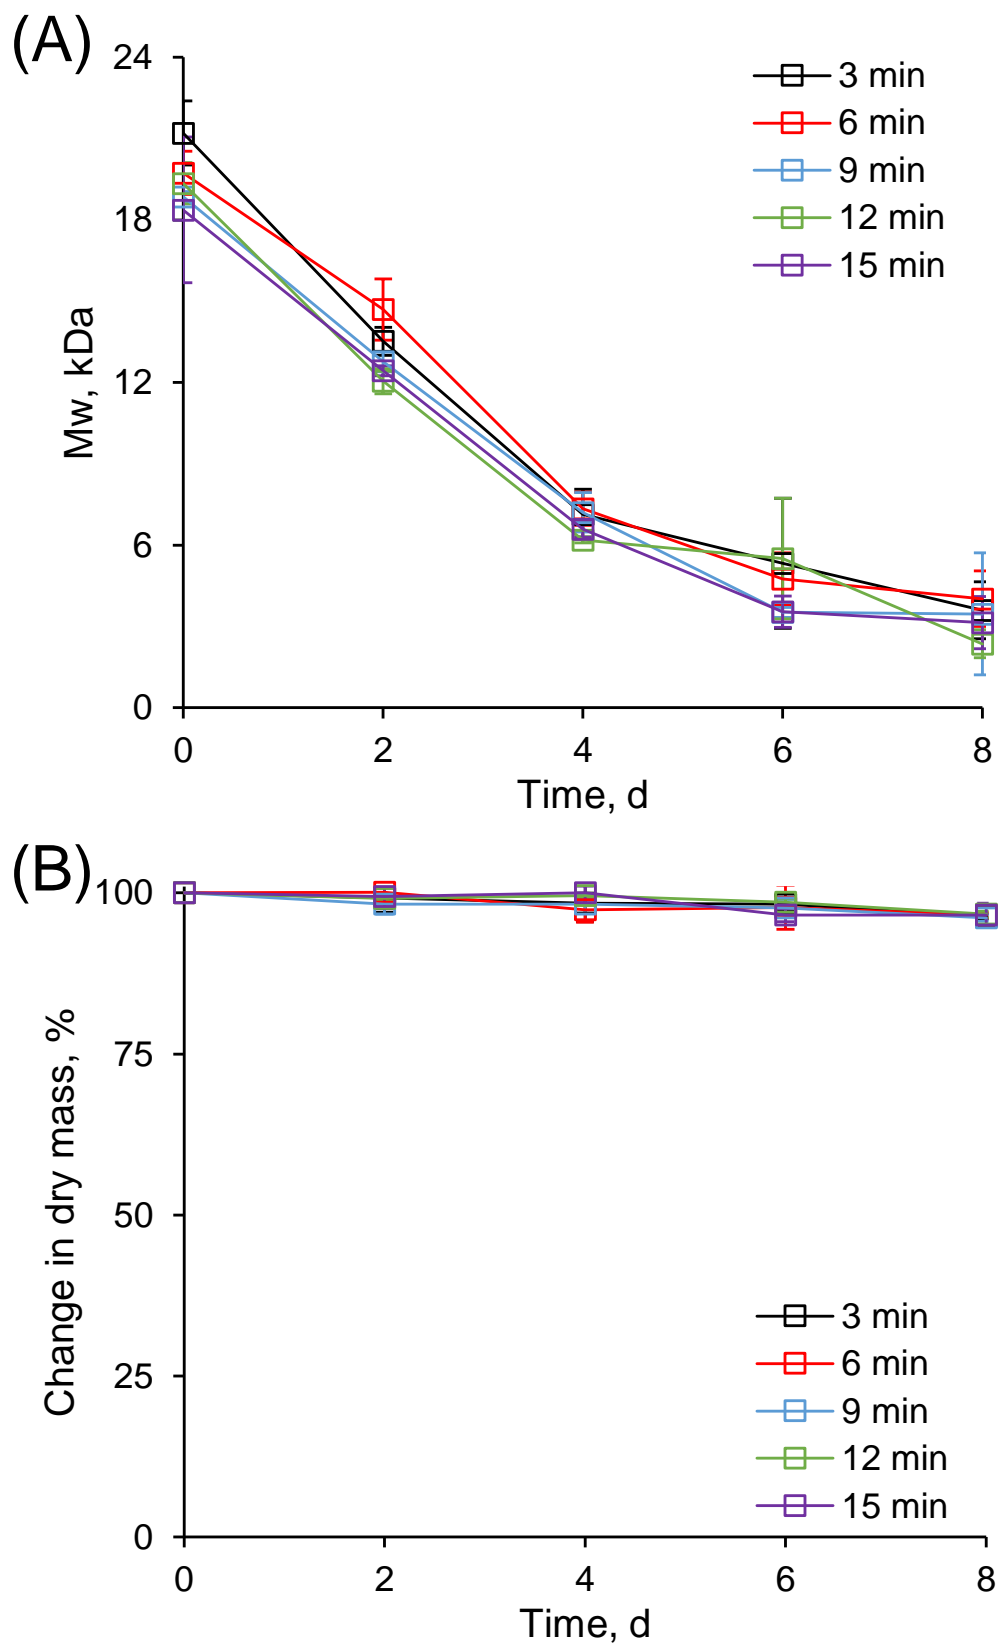 (A)
24
18
12
6
0
Mw, kDa
3 min
6 min
9 min
12 min
15 min
0 2 4 6 8
Time, d
(B)
100
75
50
25
0
Change in dry mass, %
3 min
6 min
9 min
12 min
15 min
0 2 4 6 8
Time, d